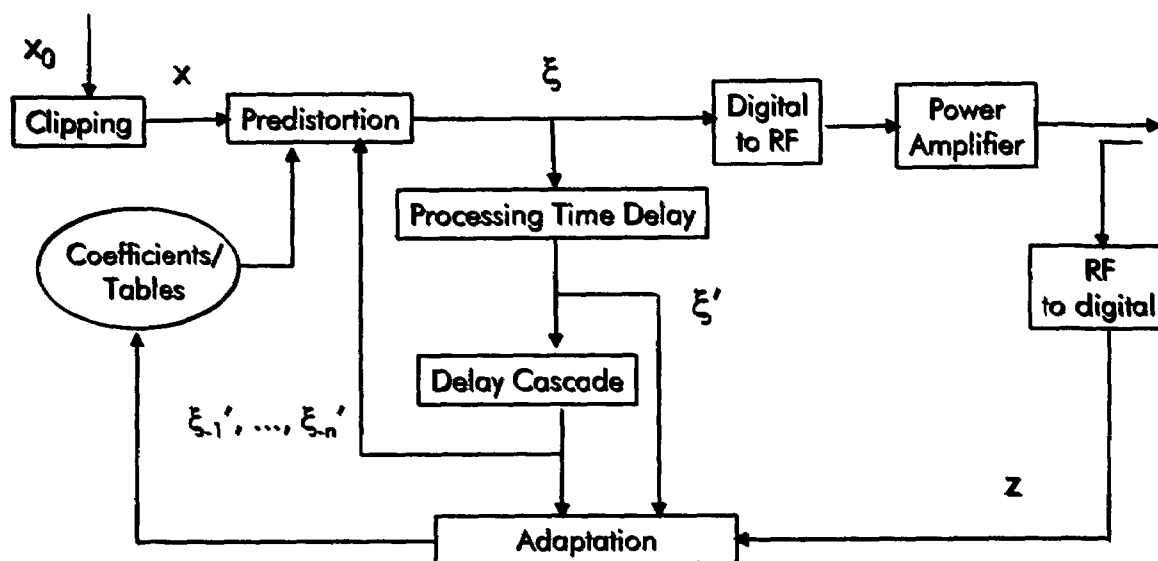 x₀
x
ξ
Clipping
Predistortion
Digital
to RF
Power
Amplifier
Processing Time Delay
Coefficients/
Tables
ξ'
RF
to digital
Delay Cascade
ξ₋₁', ..., ξ₋ₙ'
z
Adaptation